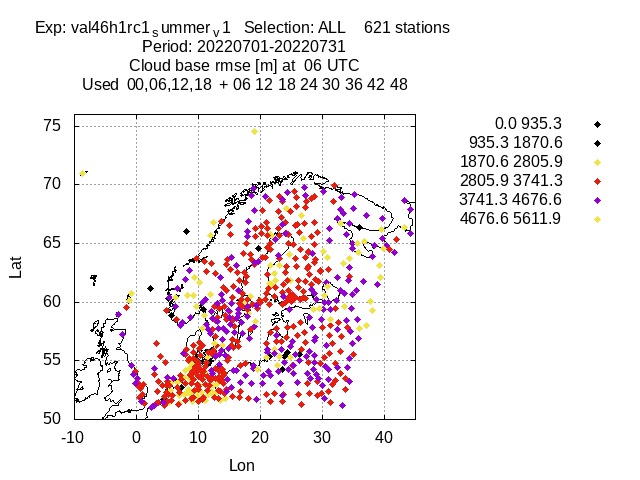 Exp: val46h1rc1summerv1 Selection: ALL 621 stations
Period: 20220701-20220731
Cloud base rmse [m] at 06 UTC
Used 00,06,12,18 + 06 12 18 24 30 36 42 48
0.0 935.3
935.3 1870.6
1870.6 2805.9
2805.9 3741.3
3741.3 4676.6
4676.6 5611.9
75
70
65
60
55
50
Lat
-10 0 10 20 30 40
Lon